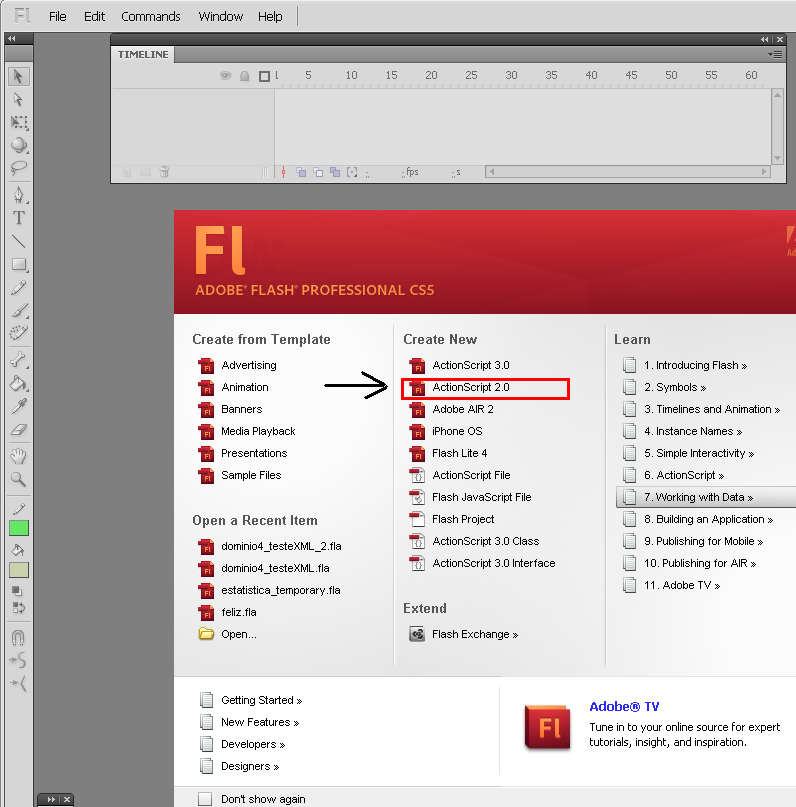 Fl File Edit Commands Window Help
TIMELINE
1 5 10 15 20 25 30 35 40 45 50 55 60
fps s
Fl
ADOBE® FLASH® PROFESSIONAL CS5
Create from Template
Advertising
Animation
Banners
Media Playback
Presentations
Sample Files
Open a Recent Item
dominio4_testeXML_2.fla
dominio4_testeXML.fla
estatistica_temporary.fla
feliz.fla
Open...
Create New
ActionScript 3.0
ActionScript 2.0
Adobe AIR 2
iPhone OS
Flash Lite 4
ActionScript File
Flash JavaScript File
Flash Project
ActionScript 3.0 Class
ActionScript 3.0 Interface
Extend
Flash Exchange »
Learn
1. Introducing Flash »
2. Symbols »
3. Timelines and Animation »
4. Instance Names »
5. Simple Interactivity »
6. ActionScript »
7. Working with Data »
8. Building an Application »
9. Publishing for Mobile »
10. Publishing for AIR »
11. Adobe TV »
Getting Started »
New Features »
Developers »
Designers »
Fl
Adobe® TV
Tune in to your online source for expert
tutorials, insight, and inspiration.
Don't show again